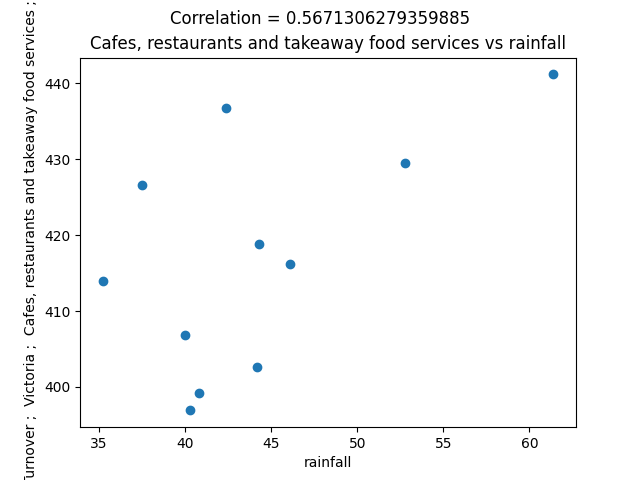 Correlation = 0.5671306279359885
Cafes, restaurants and takeaway food services vs rainfall
Turnover ;  Victoria ;  Cafes, restaurants and takeaway food services ;
440
430
420
410
400
35 40 45 50 55 60
rainfall